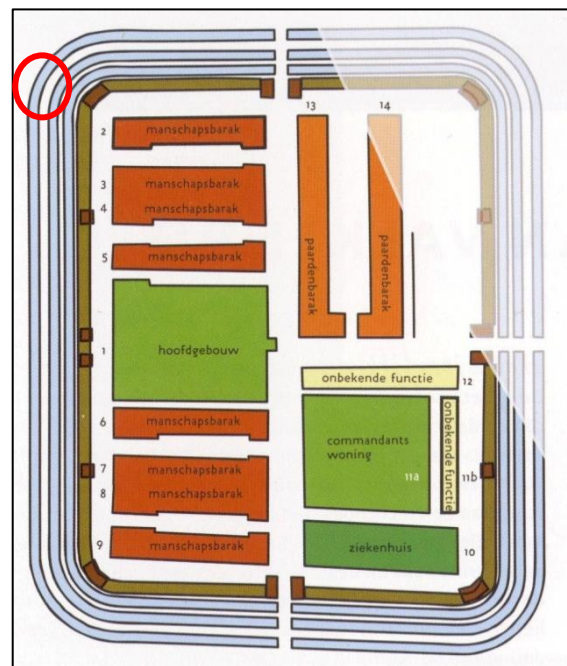 13
14
2 manschapsbarak
3 manschapsbarak
4 manschapsbarak
5 manschapsbarak
paardenbarak
paardenbarak
1 hoofdgebouw
onbekende functie 12
6 manschapsbarak
commandants
woning
11a
onbekende functie
11b
7 manschapsbarak
8 manschapsbarak
9 manschapsbarak
ziekenhuis 10